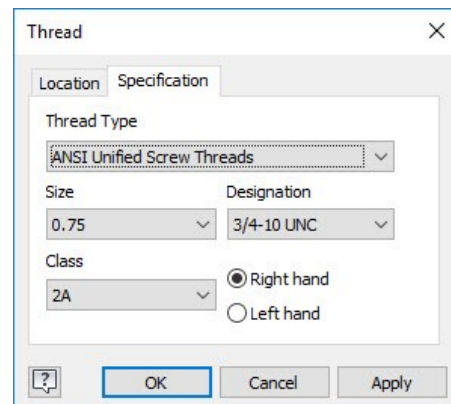 Thread
Location Specification
Thread Type
ANSI Unified Screw Threads
Size Designation
0.75 3/4-10 UNC
Class
2A
Right hand
Left hand
? OK Cancel Apply